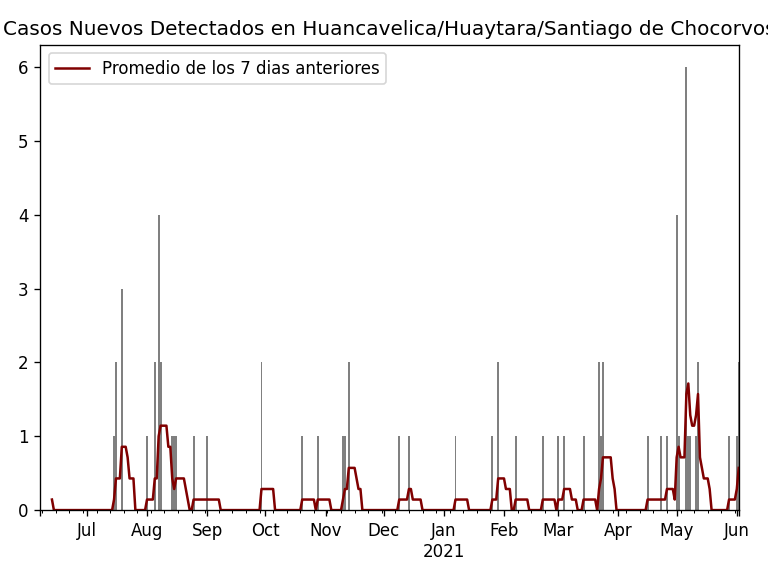 Casos Nuevos Detectados en Huancavelica/Huaytara/Santiago de Chocorvos
Promedio de los 7 dias anteriores
6
5
4
3
2
1
0
Jul Aug Sep Oct Nov Dec Jan Feb Mar Apr May Jun
2021